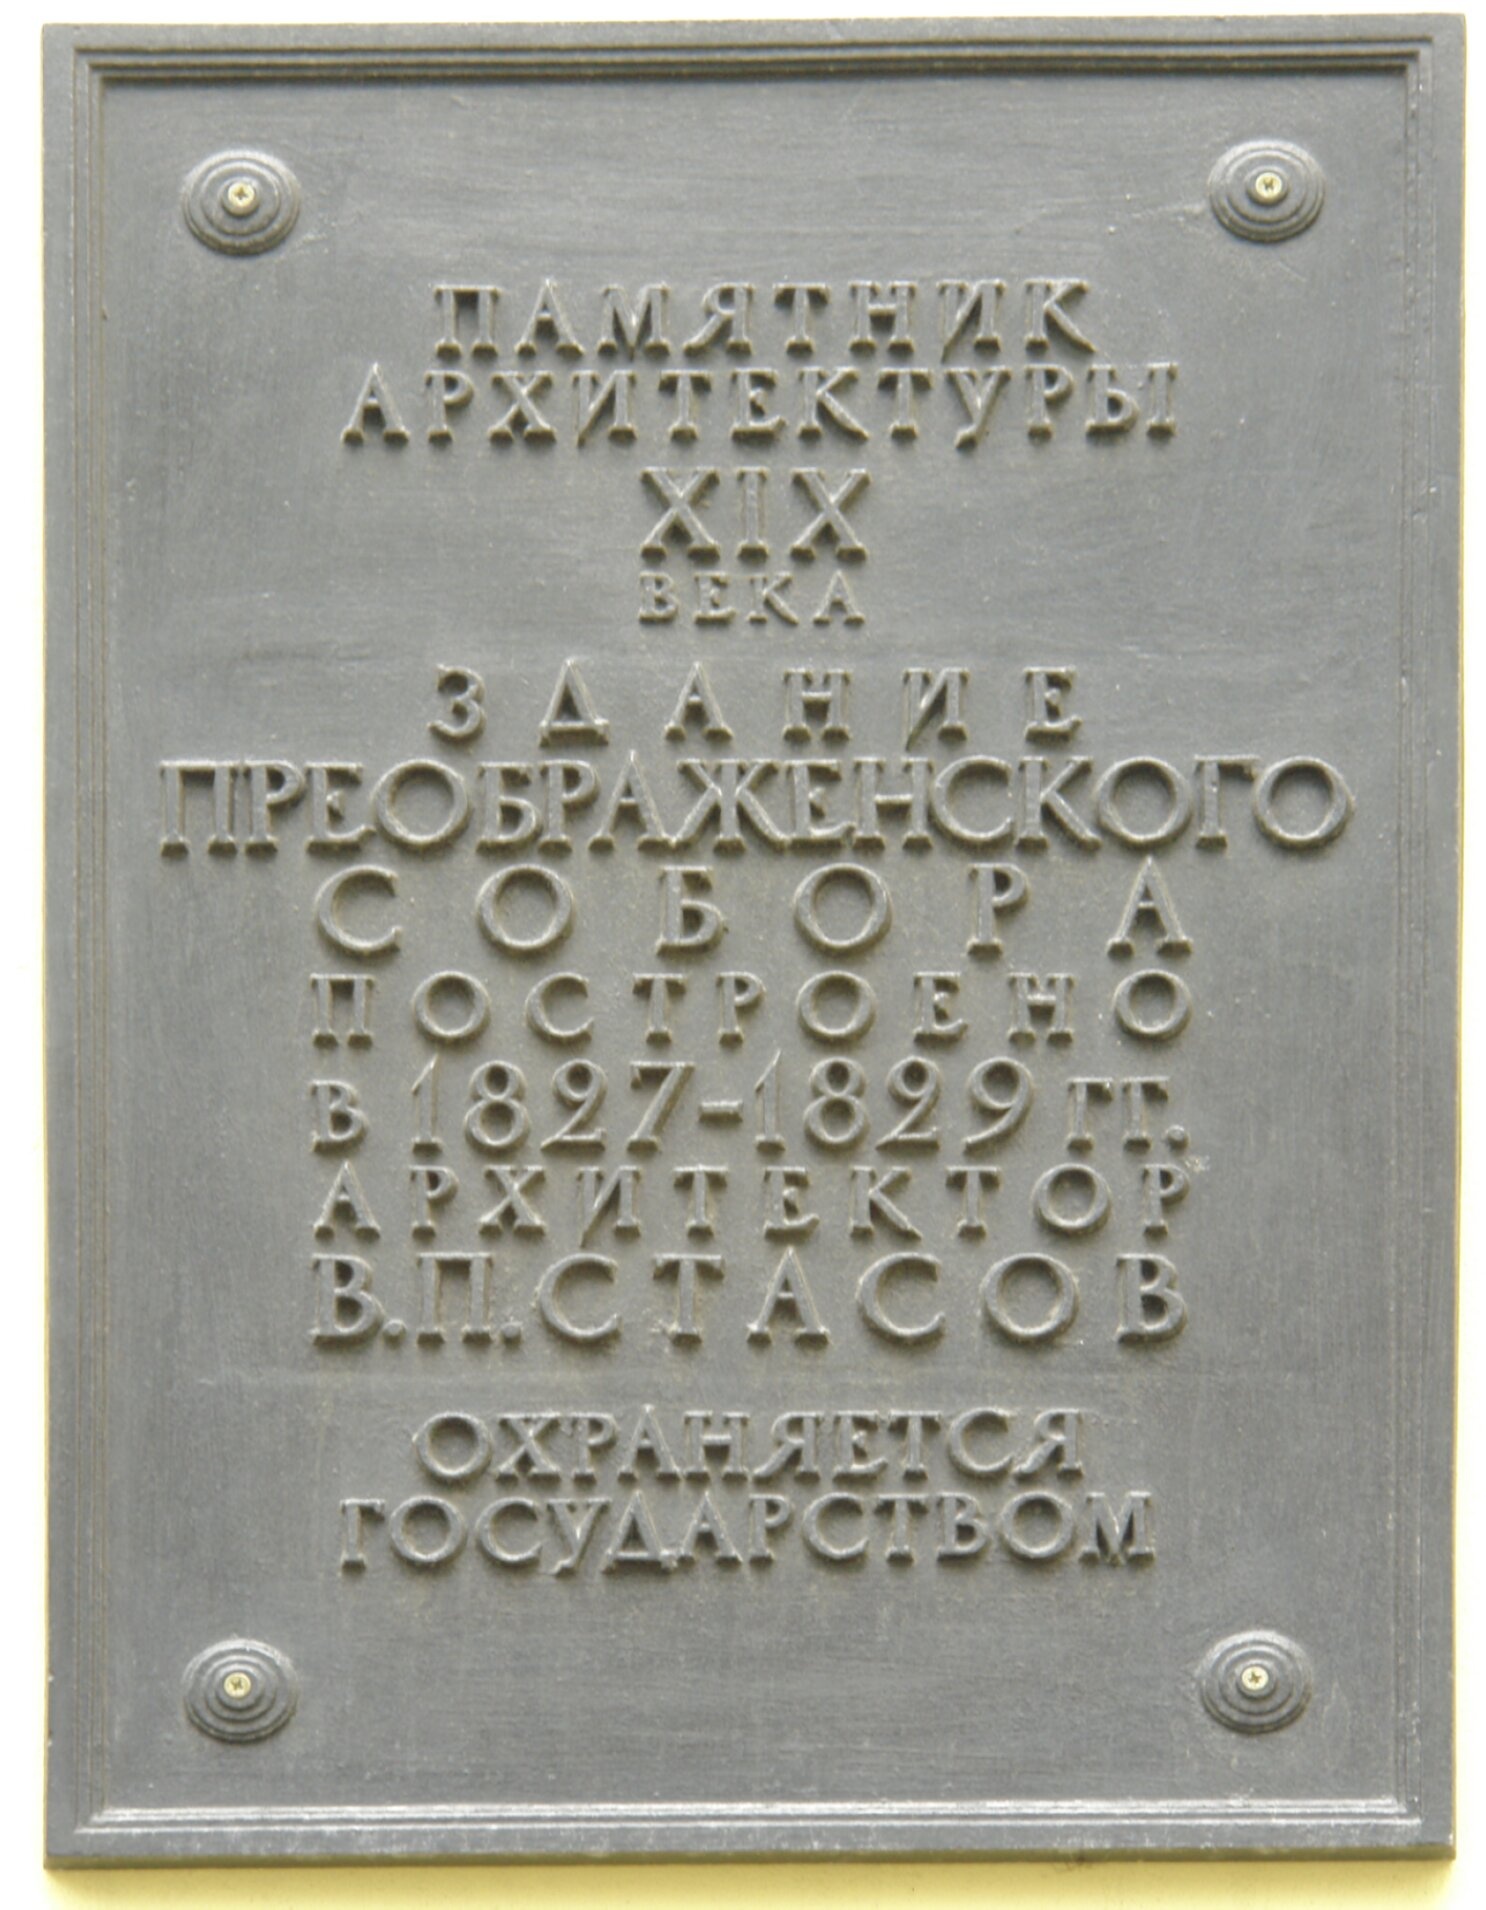 ПАМЯТНИК
АРХИТЕКТУРЫ
XIX
ВЕКА
ЗДАНИЕ
ПРЕОБРАЖЕНСКОГО
СОБОРА
ПОСТРОЕНО
В 1827-1829 ГГ.
АРХИТЕКТОР
В.П.СТАСОВ
ОХРАНЯЕТСЯ
ГОСУДАРСТВОМ